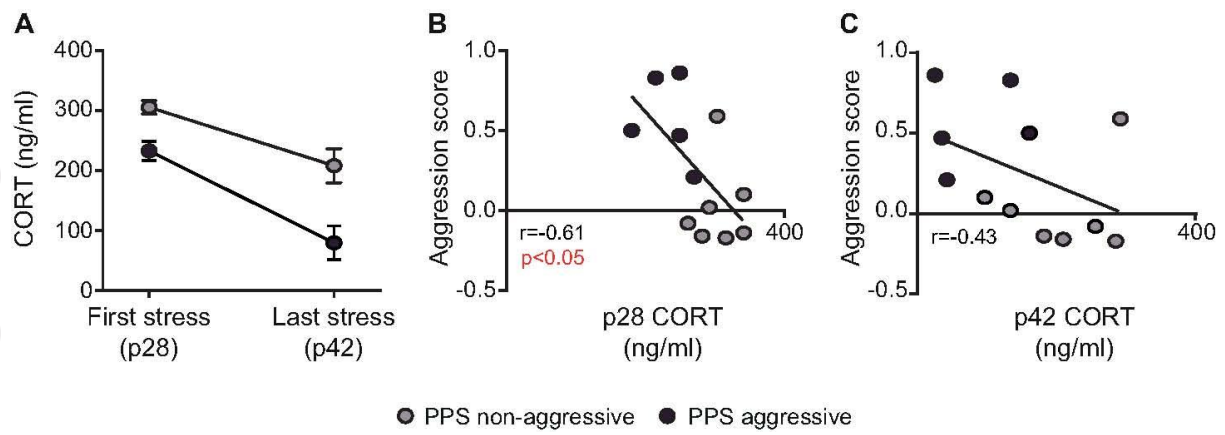 A
400
300
200
100
0
CORT (ng/ml)
First stress
(p28)
Last stress
(p42)
B
1.0
0.5
0.0
-0.5
Aggression score
400
r=-0.61
p<0.05
p28 CORT
(ng/ml)
C
1.0
0.5
0.0
-0.5
Aggression score
400
r=-0.43
p42 CORT
(ng/ml)
PPS non-aggressive
PPS aggressive